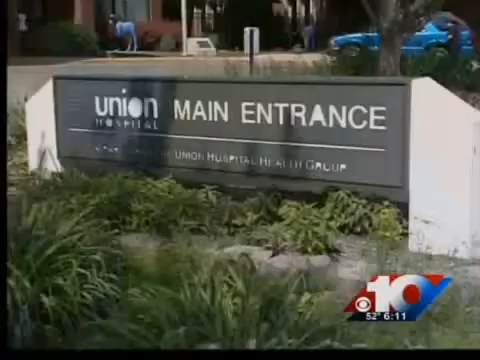 union MAIN ENTRANCE
HOSPITAL
UNION HOSPITAL HEALTH GROUP
10
52° 6:11